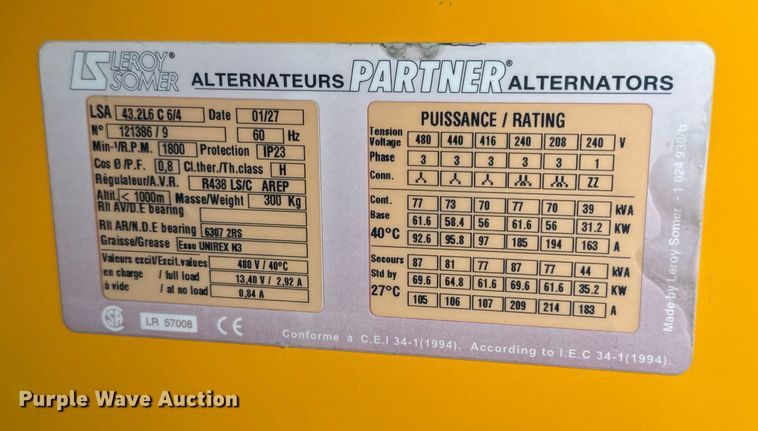 LS LEROY® SOMER ALTERNATEURS PARTNER® ALTERNATORS
LSA 43.2L6 C 6/4 Date 01/27
N° 121386 / 9 60 Hz
Min-¹/R.P.M. 1800 Protection IP23
Cos Ø/P.F. 0,8 Cl.ther./Th.class H
Régulateur/A.V.R. R438 LS/C AREP
Altit. < 1000m Masse/Weight 300 Kg
Rlt AV/D.E bearing
Rlt AR/N.D.E bearing 6307 2RS
Graisse/Grease Esso UNIREX N3
Valeurs excit/Excit.values 480 V / 40°C
en charge / full load 13,40 V / 2,92 A
à vide / at no load 0,84 A
PUISSANCE / RATING
Tension
Voltage 480 440 416 240 208 240 V
Phase 3 3 3 3 3 1
Conn. ZZ
Cont. 77 73 70 77 70 39 kVA
Base 61.6 58.4 56 61.6 56 31.2 KW
40°C 92.6 95.8 97 185 194 163 A
Secours 87 81 77 87 77 44 kVA
Std by 69.6 64.8 61.6 69.6 61.6 35.2 KW
27°C 105 106 107 209 214 183 A
SA LR 57008 CE
Conforme à C.E.I 34-1(1994). According to I.E.C 34-1(1994).
Made by Leroy Somer - 1 024 930/b
Purple Wave Auction